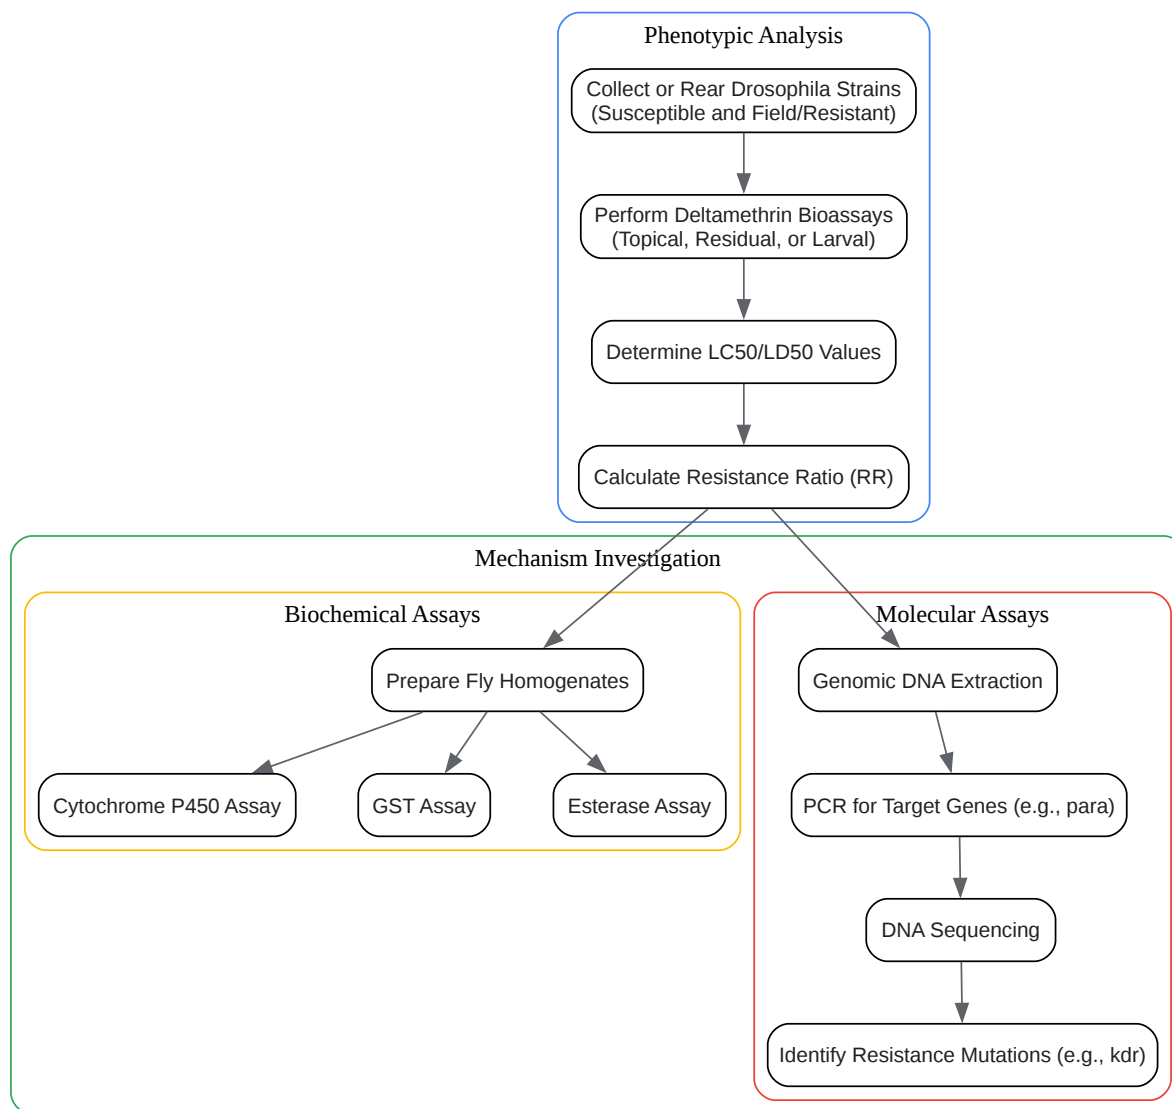 Phenotypic Analysis
Collect or Rear Drosophila Strains
(Susceptible and Field/Resistant)
Perform Deltamethrin Bioassays
(Topical, Residual, or Larval)
Determine LC50/LD50 Values
Calculate Resistance Ratio (RR)
Mechanism Investigation
Biochemical Assays
Prepare Fly Homogenates
Cytochrome P450 Assay
GST Assay
Esterase Assay
Molecular Assays
Genomic DNA Extraction
PCR for Target Genes (e.g., para)
DNA Sequencing
Identify Resistance Mutations (e.g., kdr)